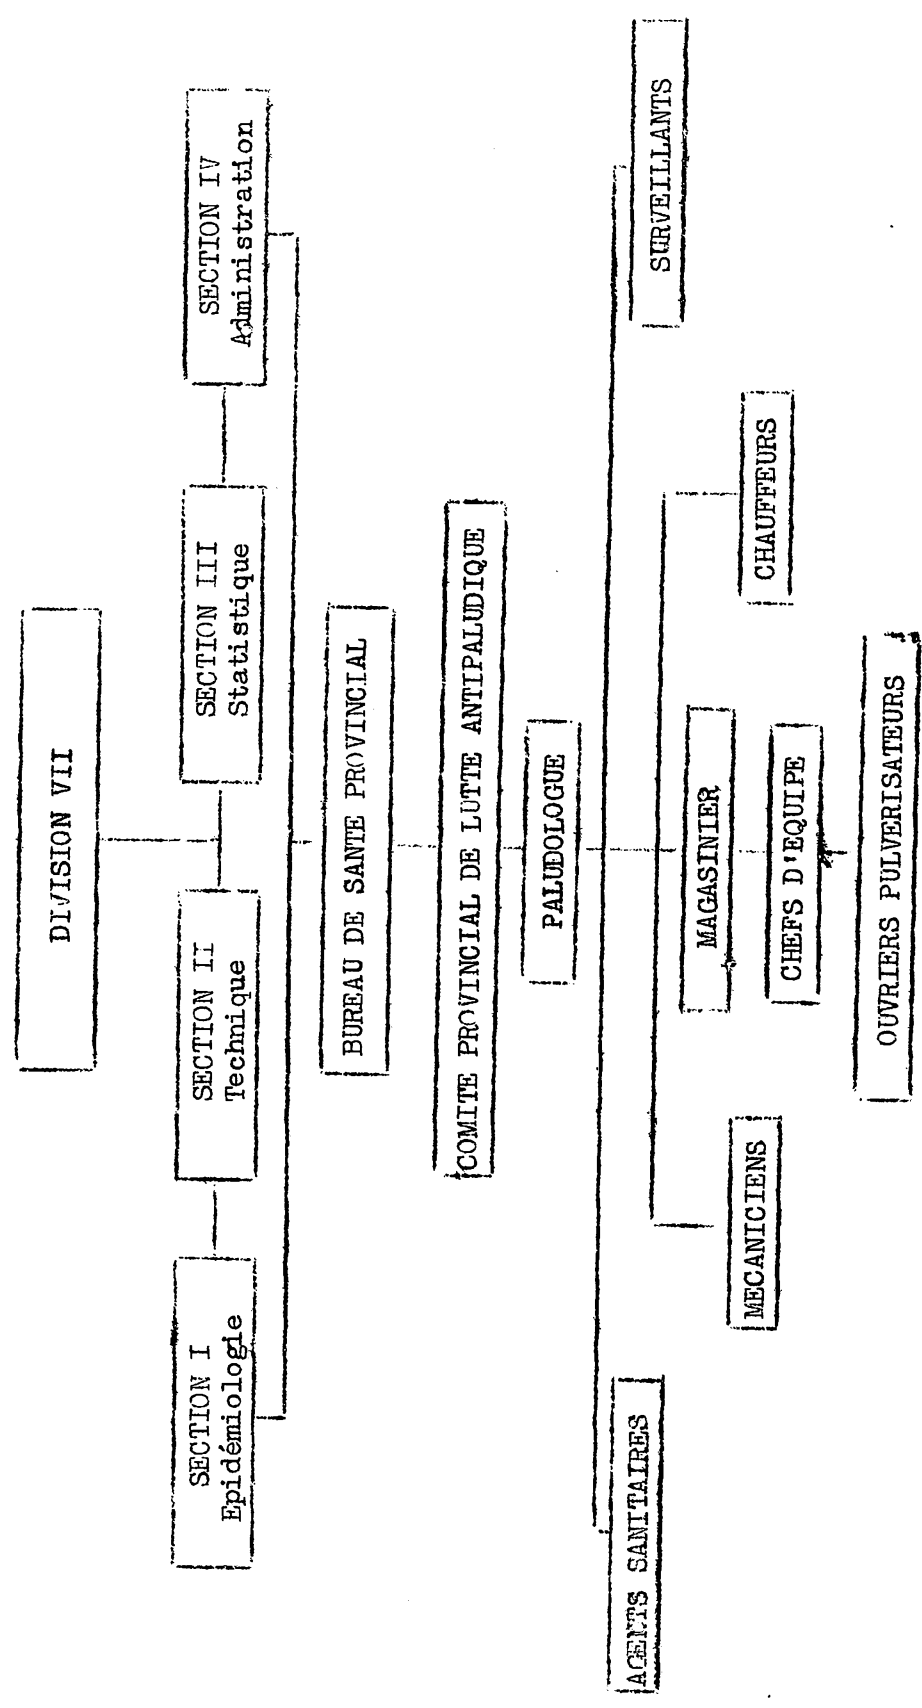 DIVISION VII
SECTION I
Epidémiologie
SECTION II
Technique
SECTION III
Statistique
SECTION IV
Administration
BUREAU DE SANTE PROVINCIAL
COMITE PROVINCIAL DE LUTTE ANTIPALUDIQUE
PALUDOLOGUE
AGENTS SANITAIRES
SURVEILLANTS
MECANICIENS
MAGASINIER
CHAUFFEURS
CHEFS D'EQUIPE
OUVRIERS PULVERISATEURS